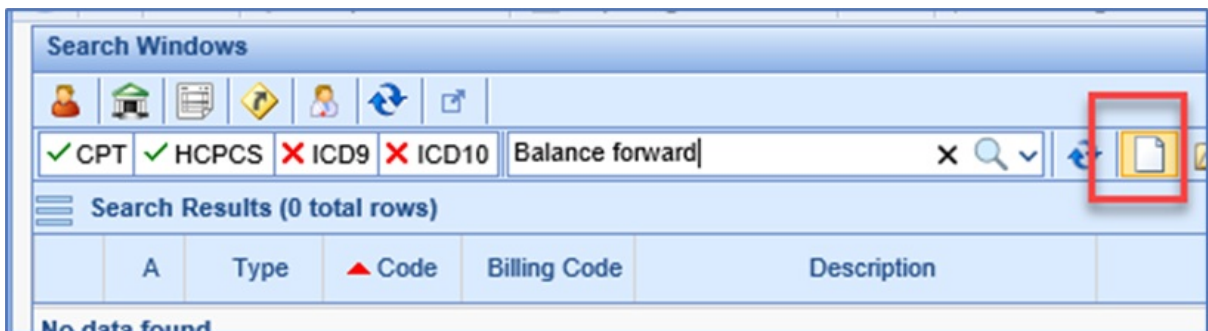 Search Windows
CPT HCPCS ICD9 ICD10 Balance forward
Search Results (0 total rows)
A Type Code Billing Code Description
No data found